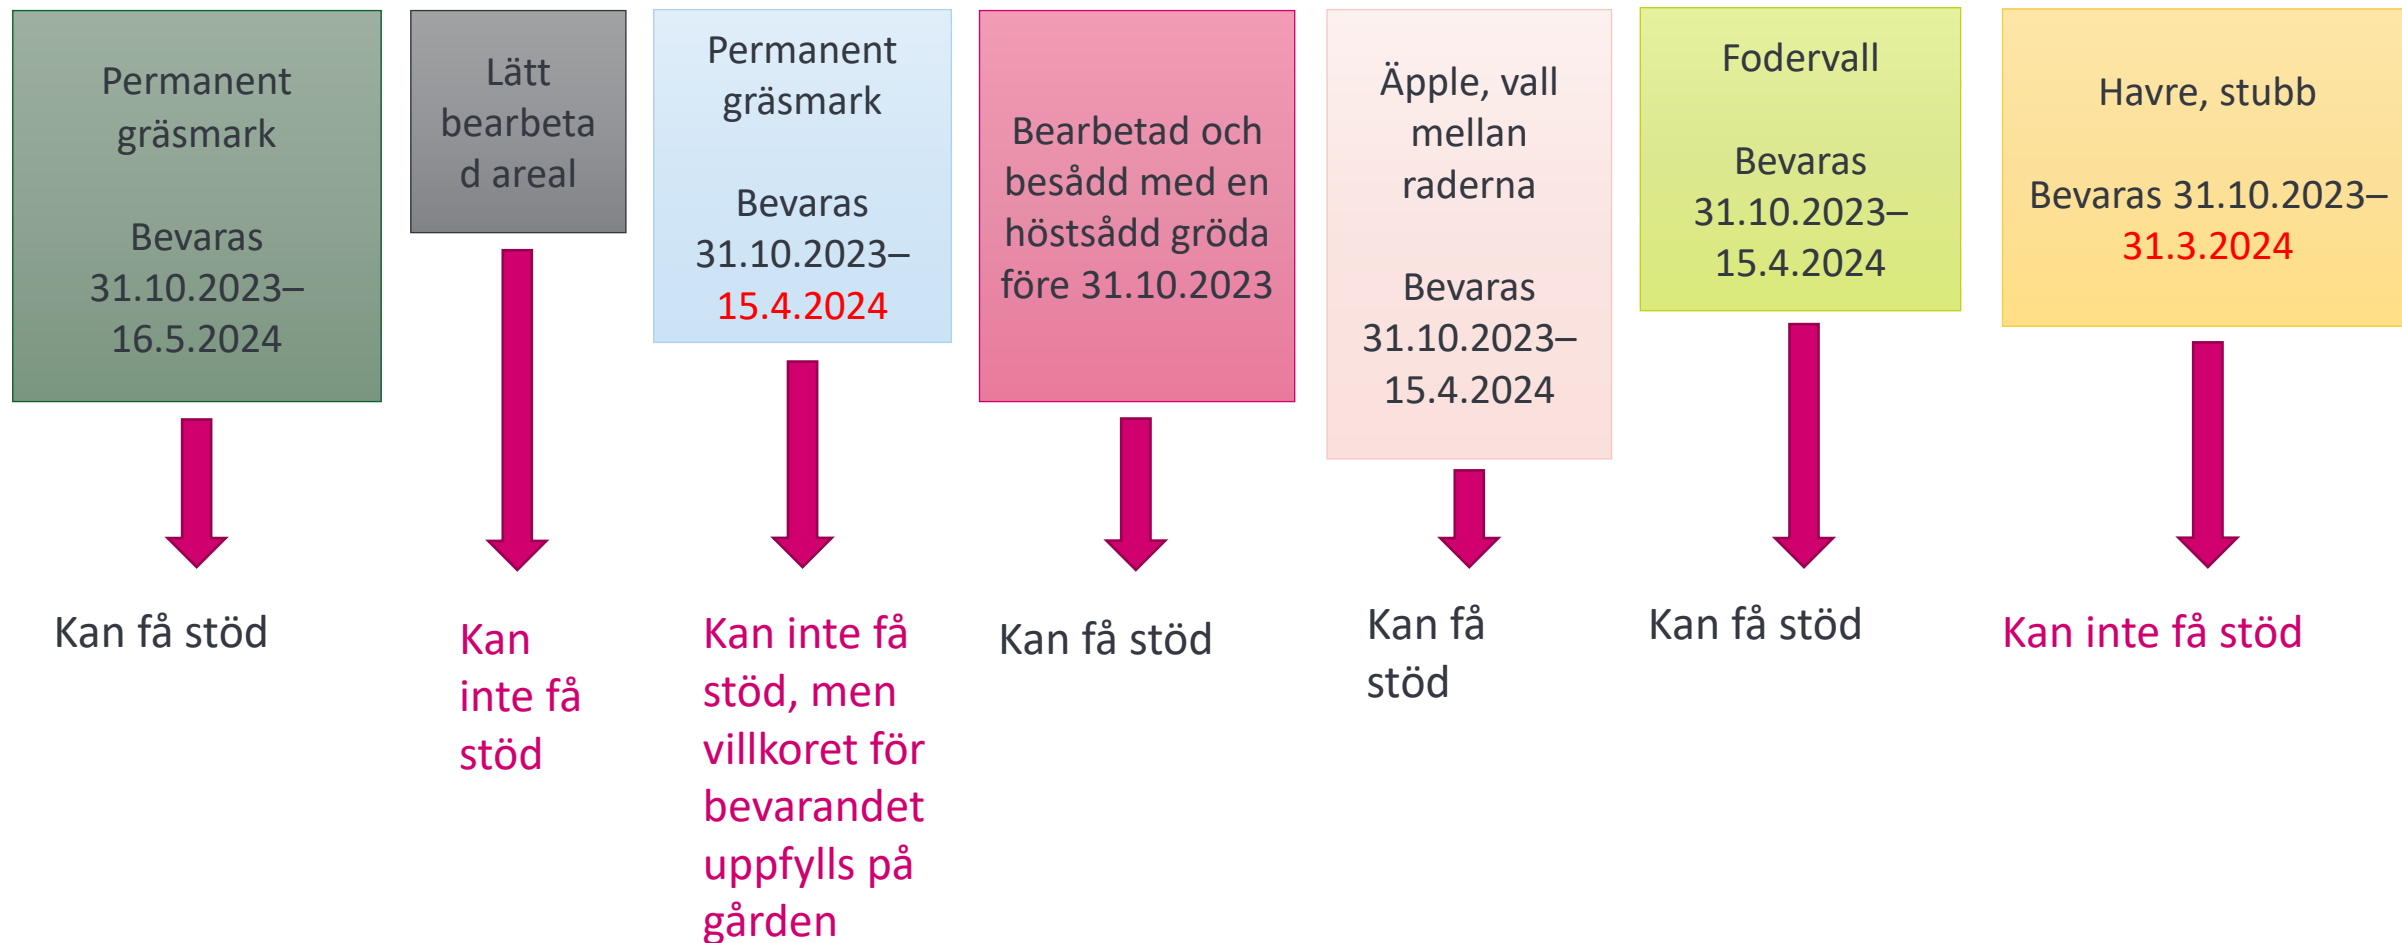 Permanent
gräsmark
Bevaras
31.10.2023–
16.5.2024
Kan få stöd
Lätt
bearbeta
d areal
Kan
inte få
stöd
Permanent
gräsmark
Bevaras
31.10.2023–
15.4.2024
Kan inte få
stöd, men
villkoret för
bevarandet
uppfylls på
gården
Bearbetad och
besådd med en
höstsådd gröda
före 31.10.2023
Kan få stöd
Äpple, vall
mellan
raderna
Bevaras
31.10.2023–
15.4.2024
Kan få
stöd
Fodervall
Bevaras
31.10.2023–
15.4.2024
Kan få stöd
Havre, stubb
Bevaras 31.10.2023–
31.3.2024
Kan inte få stöd